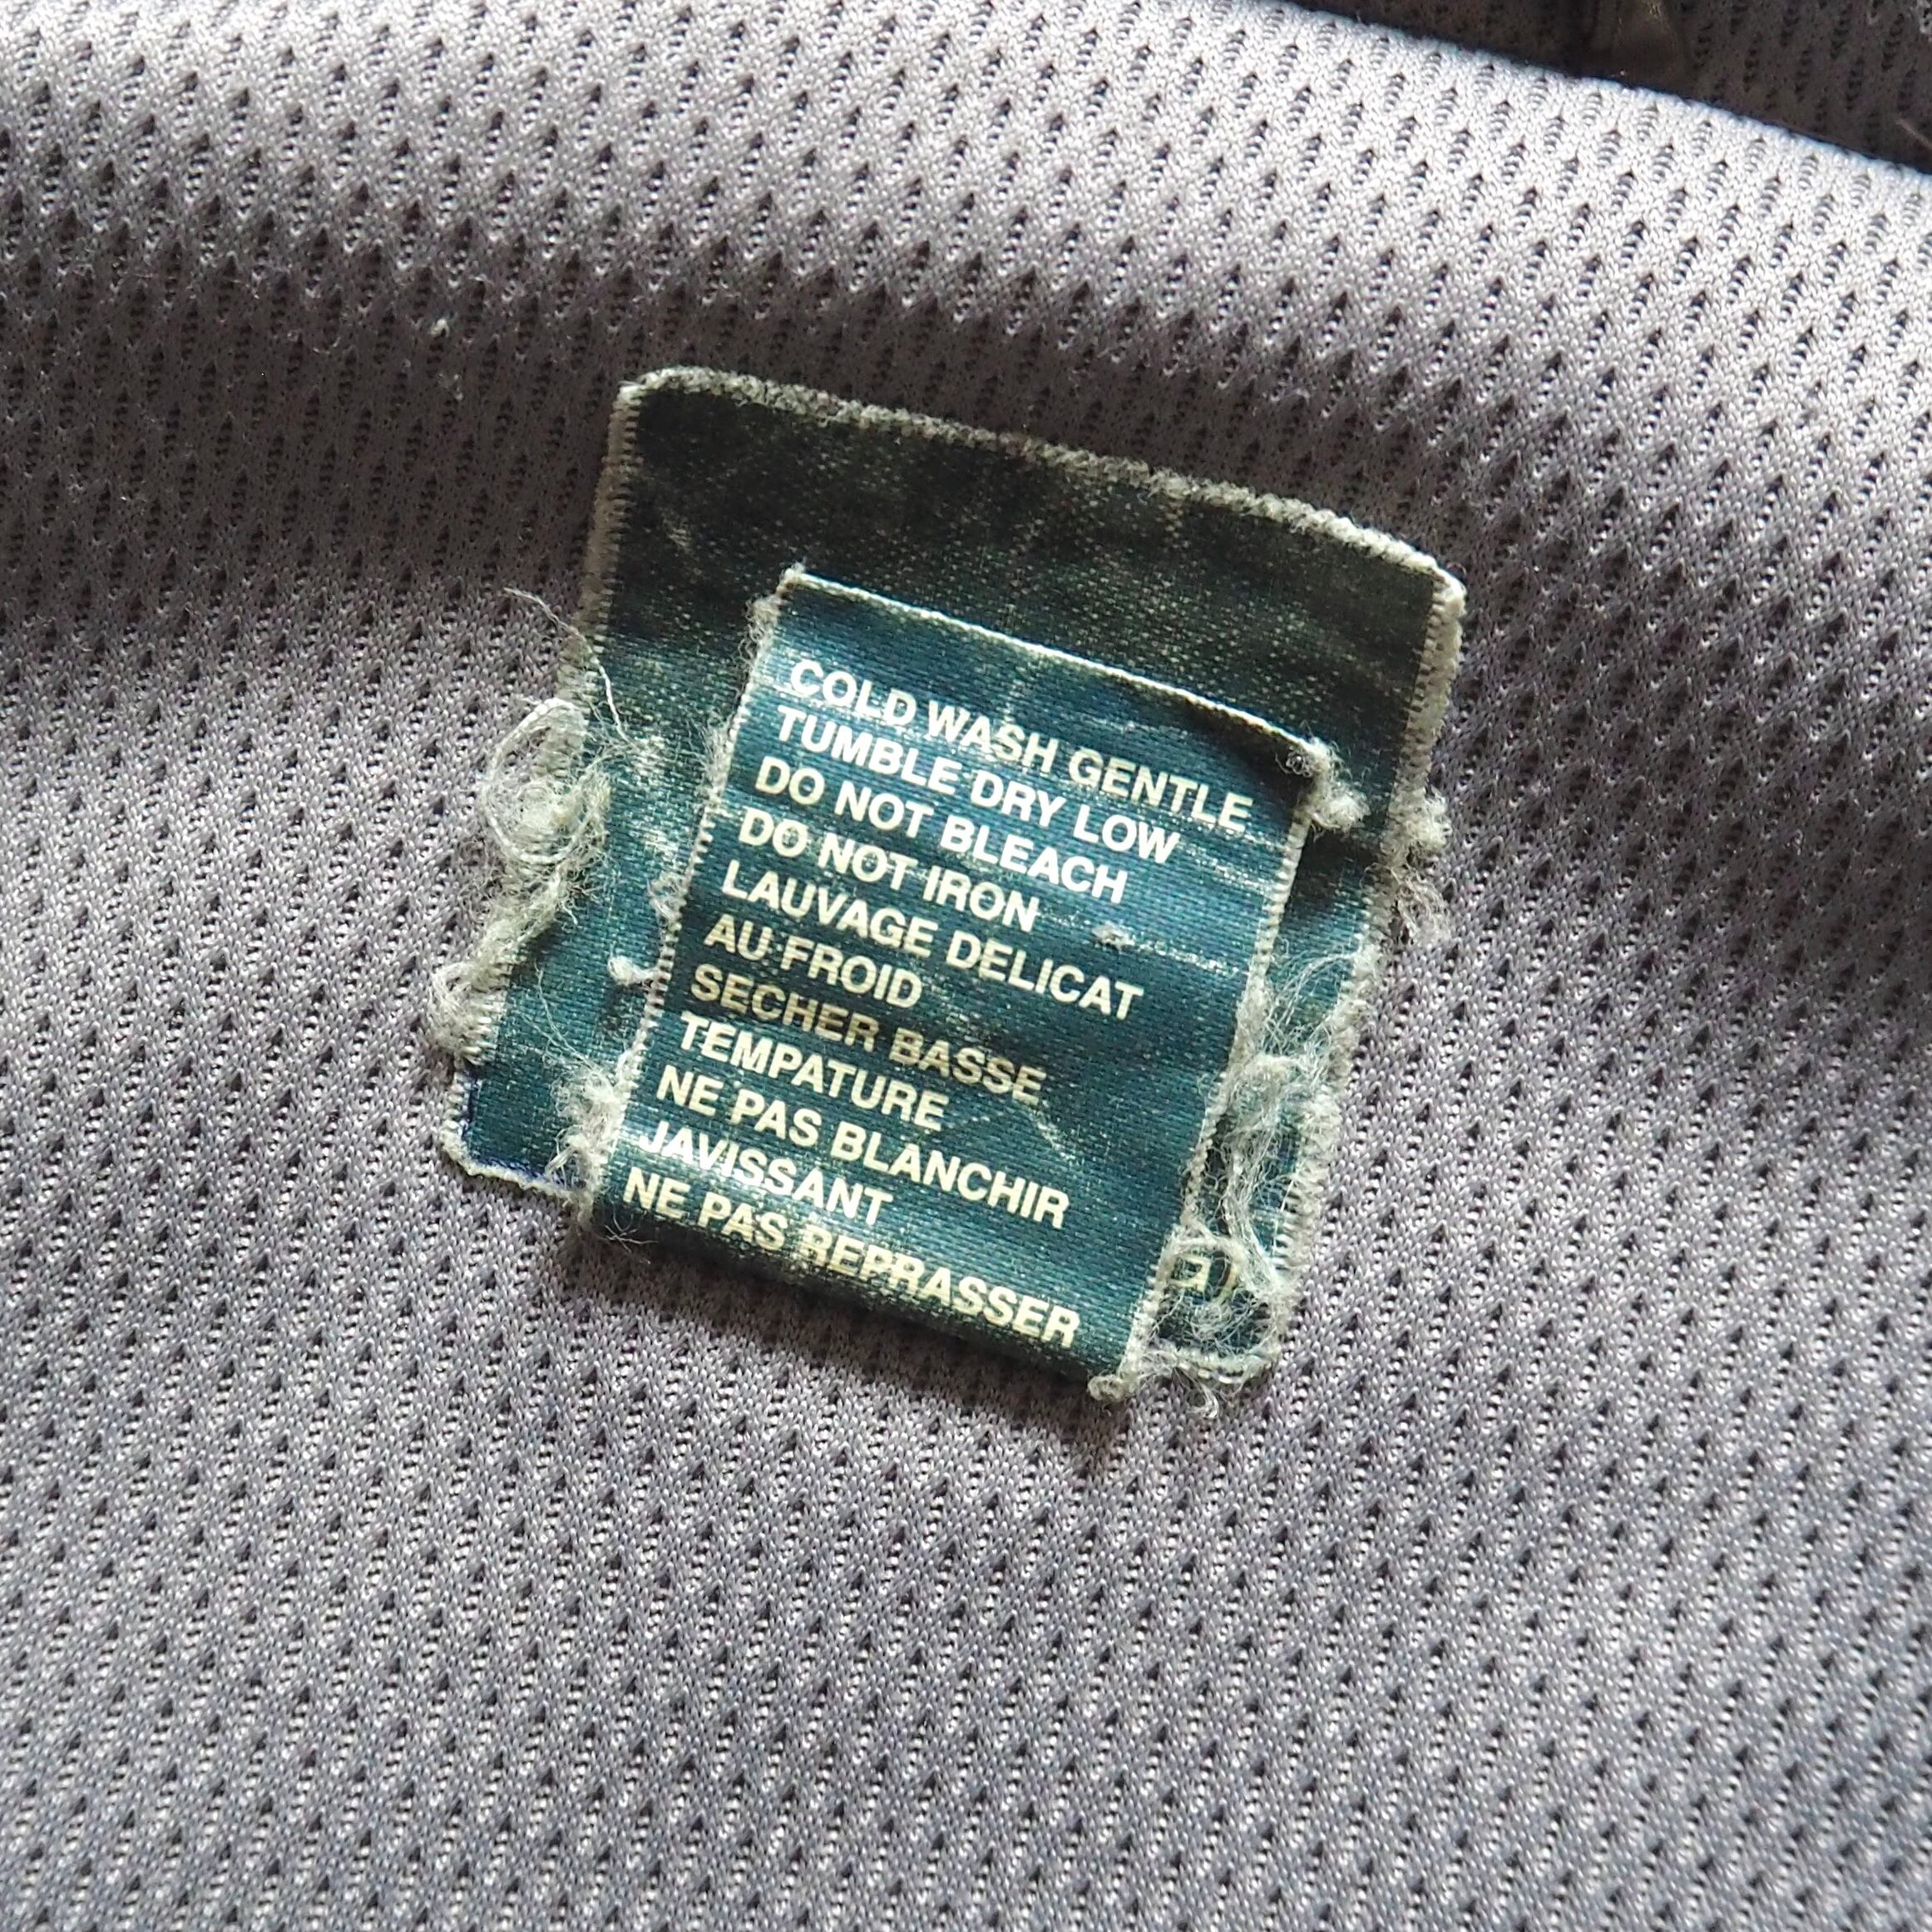 COLD WASH GENTLE
TUMBLE DRY LOW
DO NOT BLEACH
DO NOT IRON
LAUVAGE DELICAT
AU FROID
SECHER BASSE
TEMPATURE
NE PAS BLANCHIR
JAVISSANT
NE PAS REPRASSER